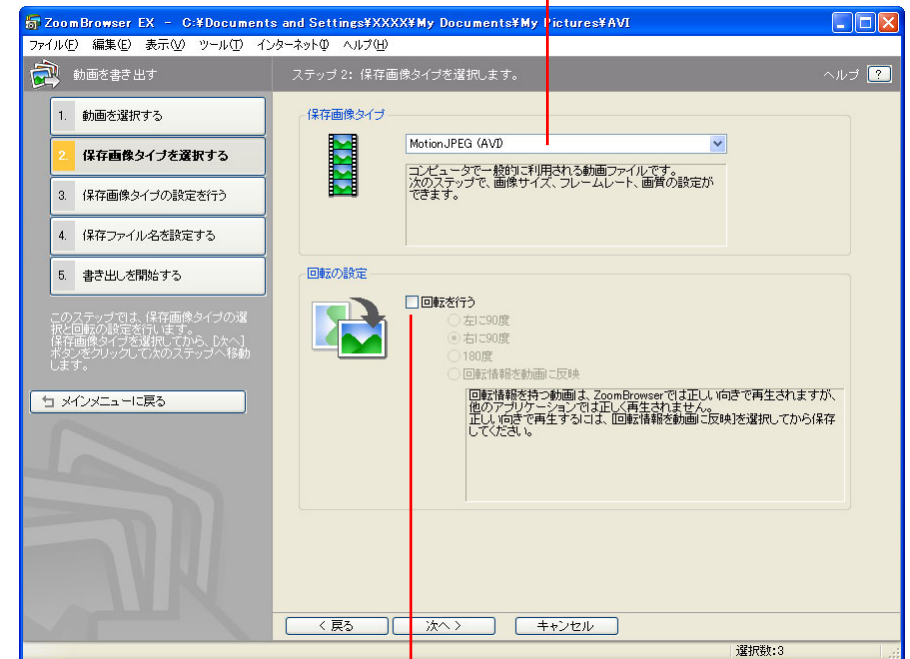 ZoomBrowser EX - C:¥Documents and Settings¥XXXX¥My Documents¥My Pictures¥AVI
ファイル(F) 編集(E) 表示(V) ツール(T) インターネット(I) ヘルプ(H)
動画を書き出す
ステップ 2: 保存画像タイプを選択します。
ヘルプ ?
1. 動画を選択する
2. 保存画像タイプを選択する
3. 保存画像タイプの設定を行う
4. 保存ファイル名を設定する
5. 書き出しを開始する
このステップでは、保存画像タイプの選
択と回転の設定を行います。
保存画像タイプを選択してから、[次へ]
ボタンをクリックして次のステップへ移動
します。
メインメニューに戻る
保存画像タイプ
MotionJPEG (AVI)
コンピュータで一般的に利用される動画ファイルです。
次のステップで、画像サイズ、フレームレート、画質の設定が
できます。
回転の設定
回転を行う
左に90度
右に90度
180度
回転情報を動画に反映
回転情報を持つ動画は、ZoomBrowserでは正しい向きで再生されますが、
他のアプリケーションでは正しく再生されません。
正しい向きで再生するには、[回転情報を動画に反映]を選択してから保存
してください。
< 戻る 次へ > キャンセル
選択数:3